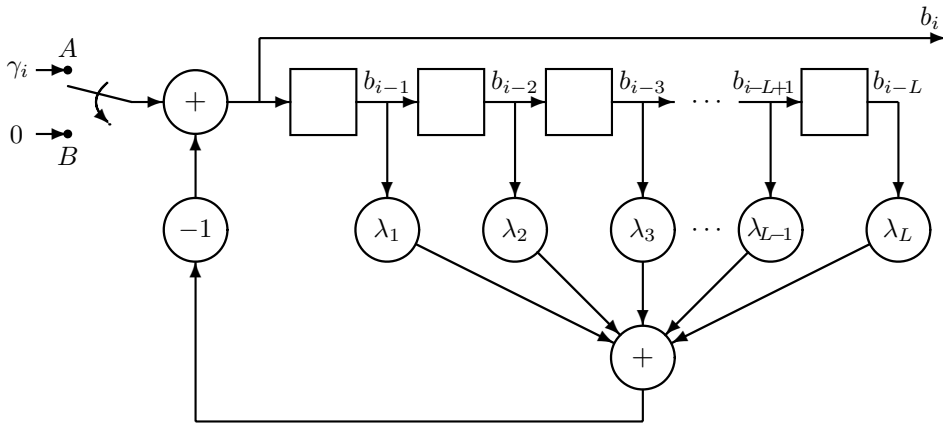 b_i
A
γ_i
+
b_{i−1}
b_{i−2}
b_{i−3}
⋯
b_{i−L+1}
b_{i−L}
0
B
−1
λ_1
λ_2
λ_3
⋯
λ_{L−1}
λ_L
+